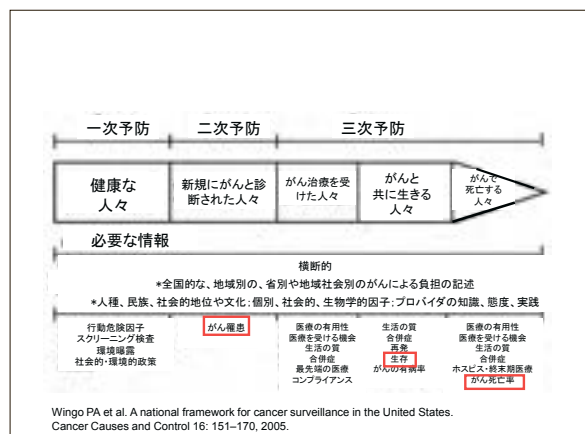 一次予防 二次予防 三次予防
健康な
人々
新規にがんと診
断された人々
がん治療を受
けた人々
がんと
共に生きる
人々
がんで
死亡する
人々
必要な情報
横断的
*全国的な、地域別の、省別や地域社会別のがんによる負担の記述
*人種、民族、社会的地位や文化;個別、社会的、生物学的因子;プロバイダの知識、態度、実践
行動危険因子
スクリーニング検査
環境曝露
社会的・環境的政策
がん罹患
医療の有用性
医療を受ける機会
生活の質
合併症
最先端の医療
コンプライアンス
生活の質
合併症
再発
生存
がんの有病率
医療の有用性
医療を受ける機会
生活の質
合併症
ホスピス・終末期医療
がん死亡率
Wingo PA et al. A national framework for cancer surveillance in the United States.
Cancer Causes and Control 16: 151–170, 2005.